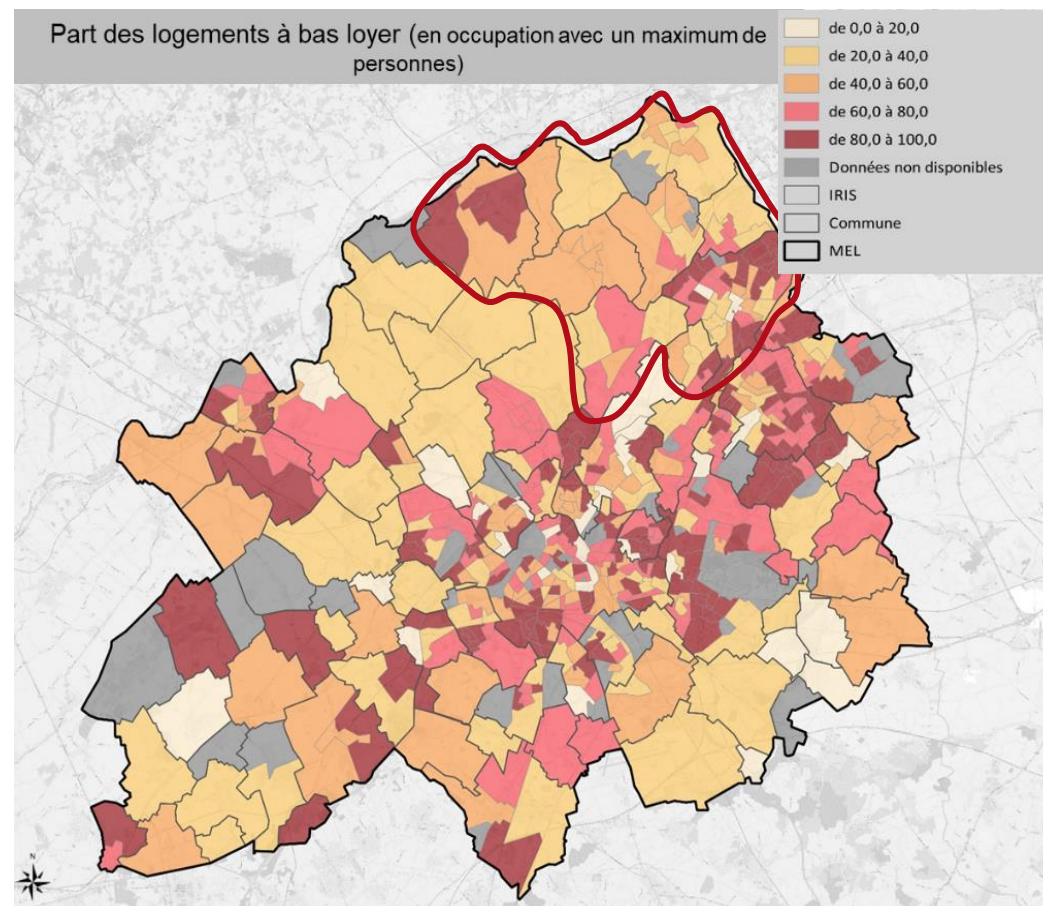 Part des logements à bas loyer (en occupation avec un maximum de
personnes)
de 0,0 à 20,0
de 20,0 à 40,0
de 40,0 à 60,0
de 60,0 à 80,0
de 80,0 à 100,0
Données non disponibles
IRIS
Commune
MEL
N